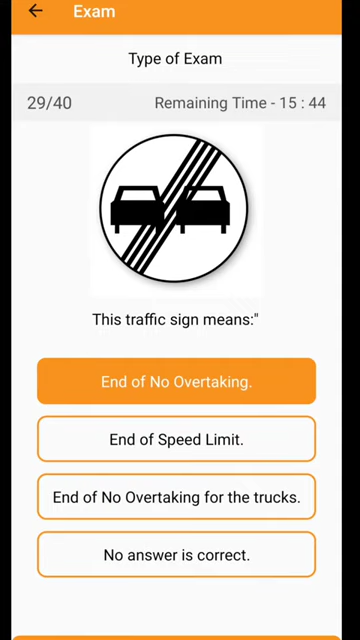 Exam
Type of Exam
29/40 Remaining Time - 15 : 44
This traffic sign means:"
End of No Overtaking.
End of Speed Limit.
End of No Overtaking for the trucks.
No answer is correct.